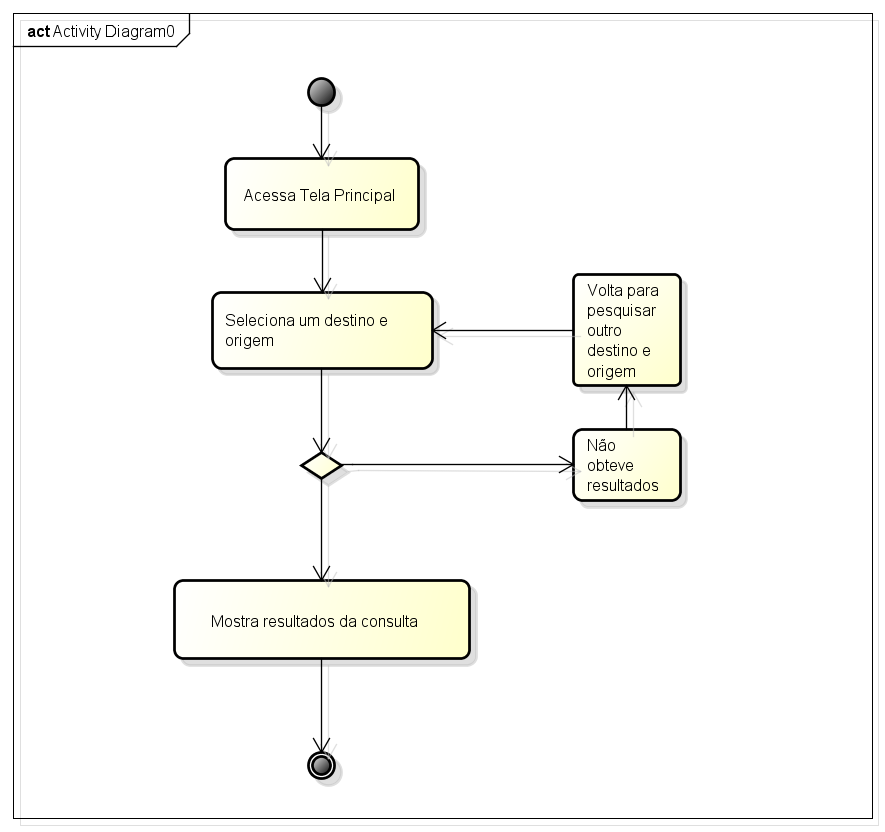 act Activity Diagram0
Acessa Tela Principal
Seleciona um destino e
origem
Volta para
pesquisar
outro
destino e
origem
Não
obteve
resultados
Mostra resultados da consulta